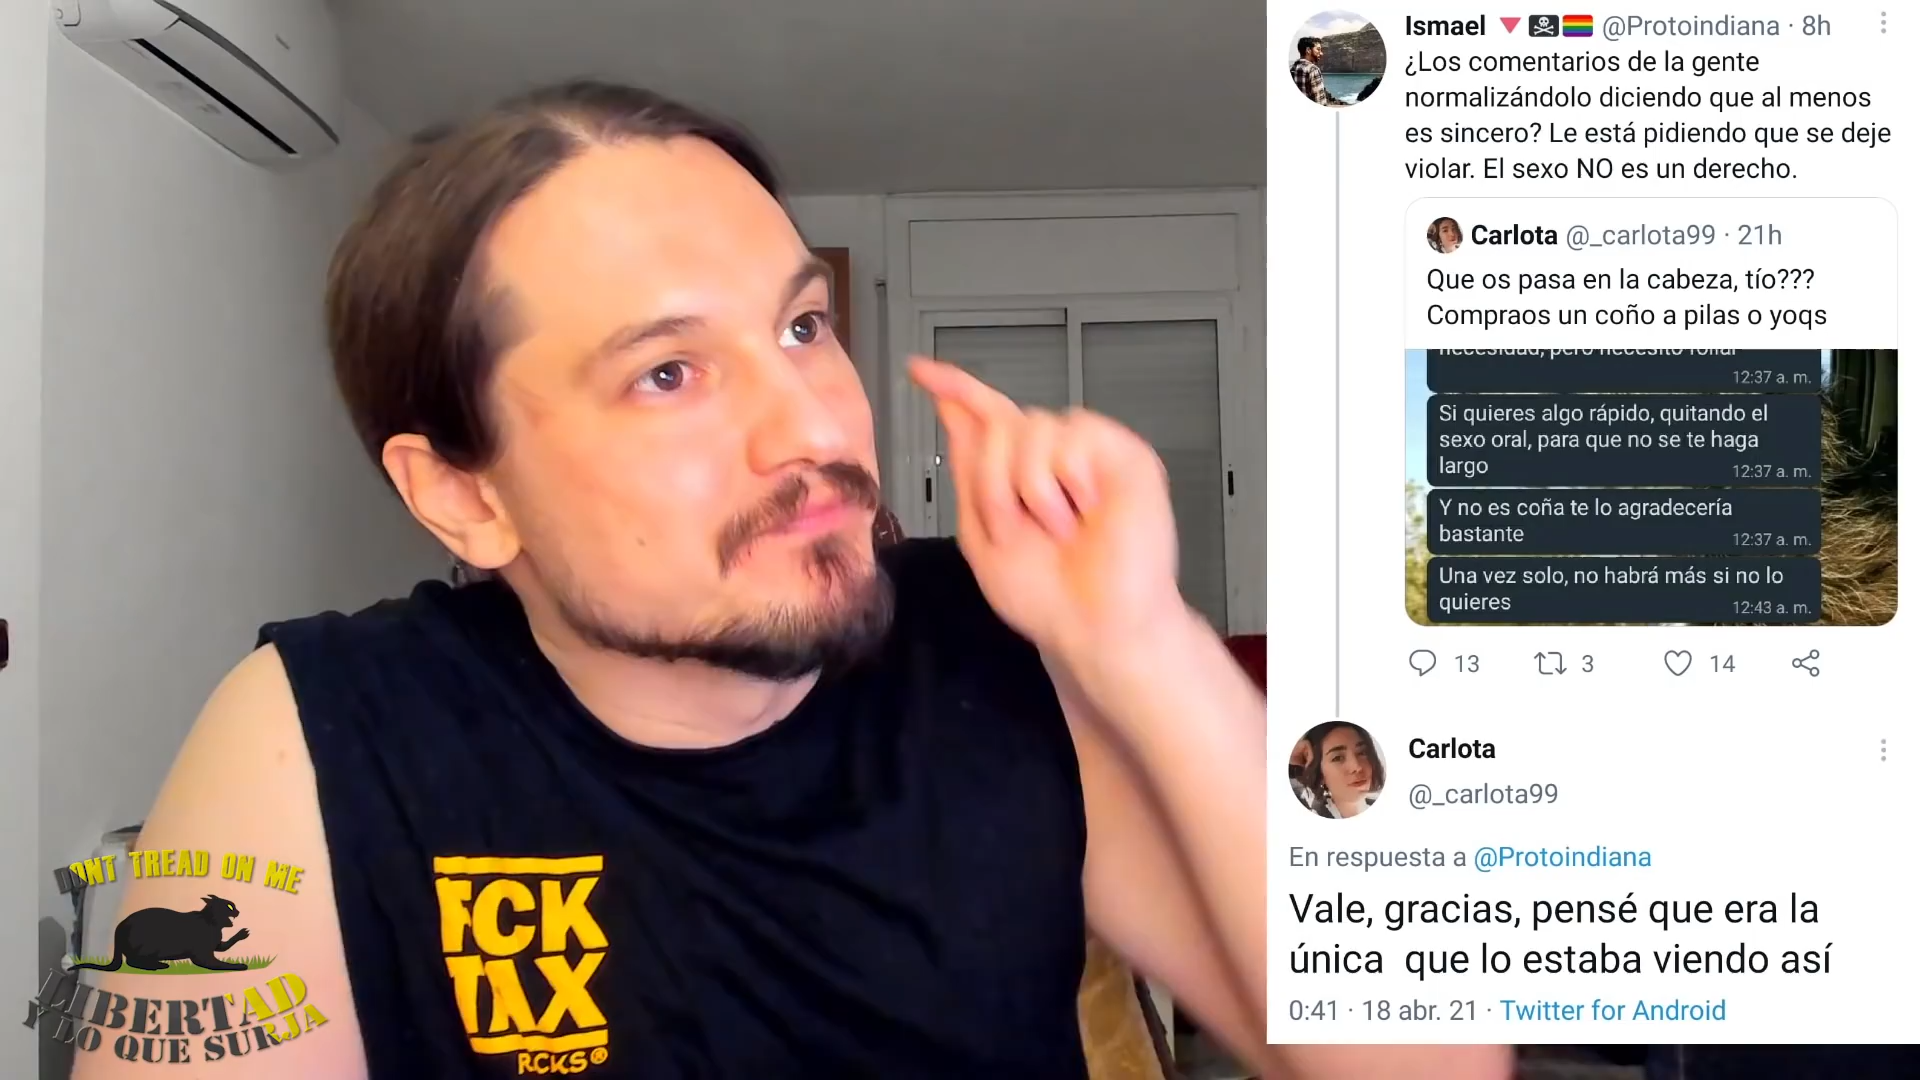 Ismael @Protoindiana · 8h
¿Los comentarios de la gente
normalizándolo diciendo que al menos
es sincero? Le está pidiendo que se deje
violar. El sexo NO es un derecho.
Carlota @_carlota99 · 21h
Que os pasa en la cabeza, tío???
Compraos un coño a pilas o yoqs
necesidad, pero necesito follar
12:37 a. m.
Si quieres algo rápido, quitando el
sexo oral, para que no se te haga
largo
12:37 a. m.
Y no es coña te lo agradecería
bastante
12:37 a. m.
Una vez solo, no habrá más si no lo
quieres
12:43 a. m.
13 3 14
Carlota
@_carlota99
En respuesta a @Protoindiana
Vale, gracias, pensé que era la
única que lo estaba viendo así
0:41 · 18 abr. 21 · Twitter for Android
FCK
TAX
RCKS®
DONT TREAD ON ME
LIBERTAD
Y LO QUE SURJA